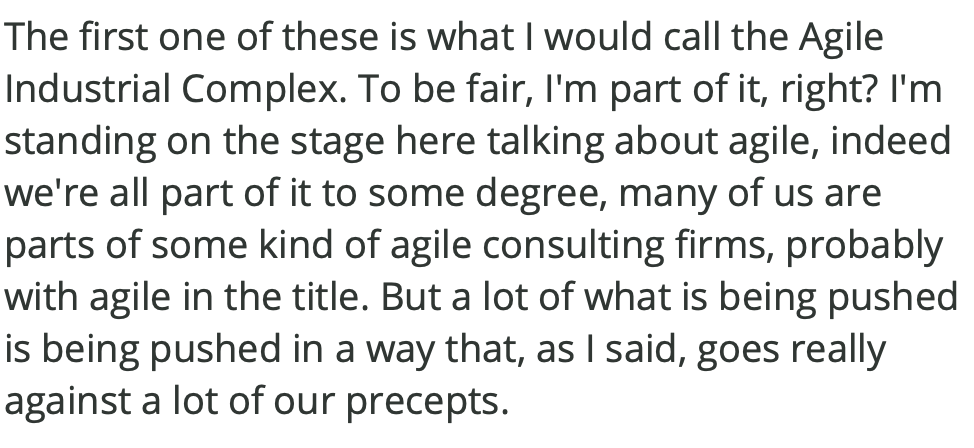 The first one of these is what I would call the Agile
Industrial Complex. To be fair, I'm part of it, right? I'm
standing on the stage here talking about agile, indeed
we're all part of it to some degree, many of us are
parts of some kind of agile consulting firms, probably
with agile in the title. But a lot of what is being pushed
is being pushed in a way that, as I said, goes really
against a lot of our precepts.